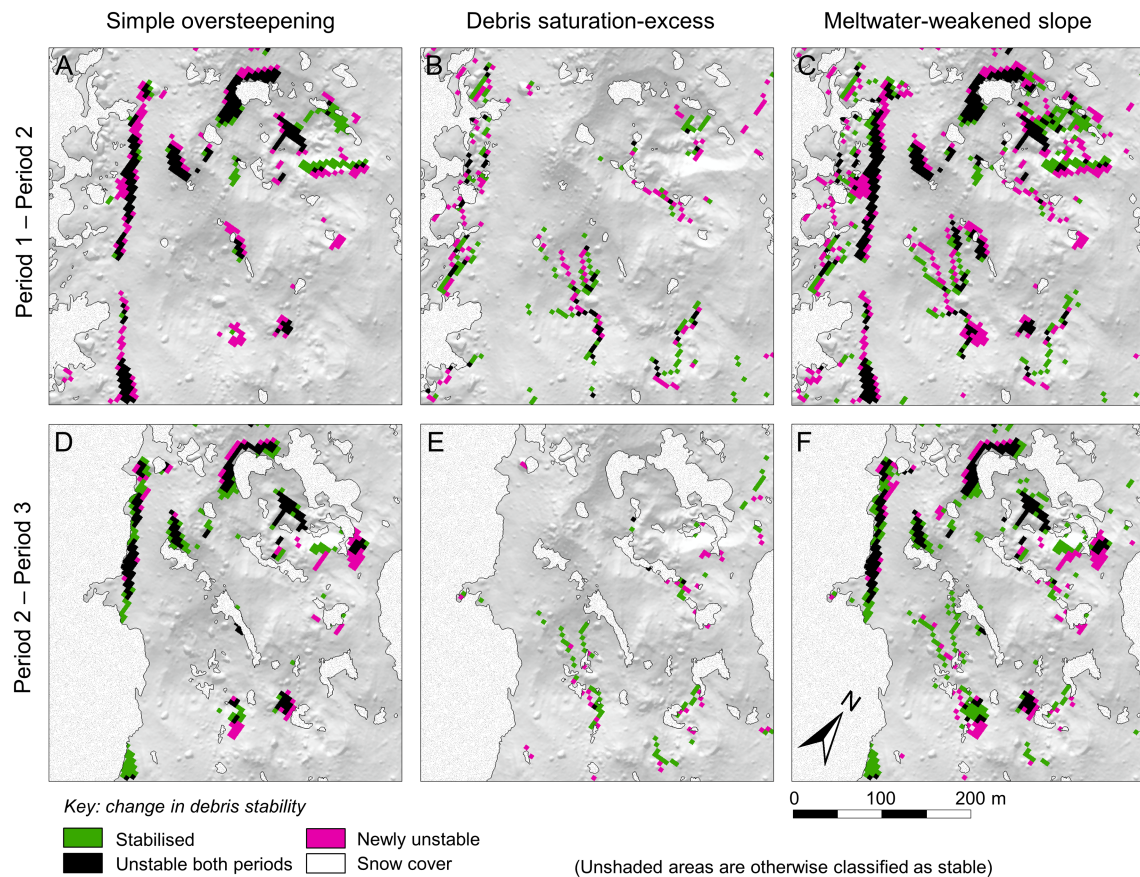 Simple oversteepening
Debris saturation-excess
Meltwater-weakened slope
Period 1 – Period 2
A
B
C
Period 2 – Period 3
D
E
F
N
Key: change in debris stability
Stabilised
Newly unstable
Unstable both periods
Snow cover
0 100 200 m
(Unshaded areas are otherwise classified as stable)